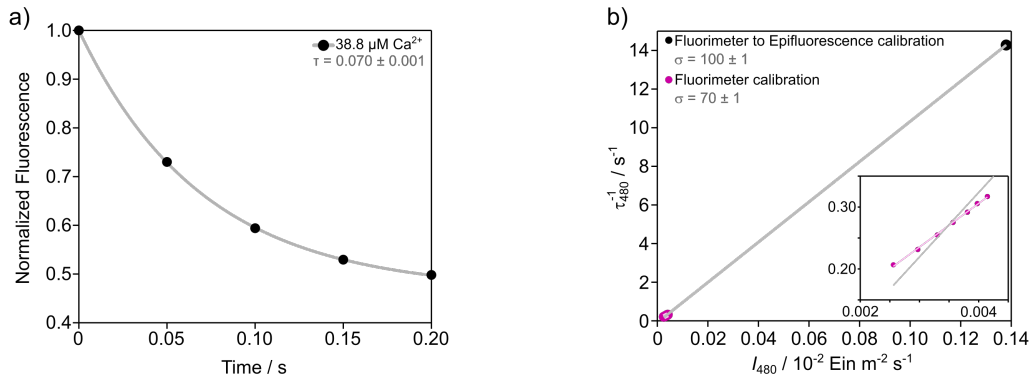 a)
1.0
0.9
0.8
0.7
0.6
0.5
0.4
0
0.05
0.10
0.15
0.20
Normalized Fluorescence
Time / s
38.8 µM Ca²⁺
τ = 0.070 ± 0.001
b)
14
12
10
8
6
4
2
0
0
0.02
0.04
0.06
0.08
0.10
0.12
0.14
τ⁻¹₄₈₀ / s⁻¹
I₄₈₀ / 10⁻² Ein m⁻² s⁻¹
Fluorimeter to Epifluorescence calibration
σ = 100 ± 1
Fluorimeter calibration
σ = 70 ± 1
0.30
0.20
0.002
0.004